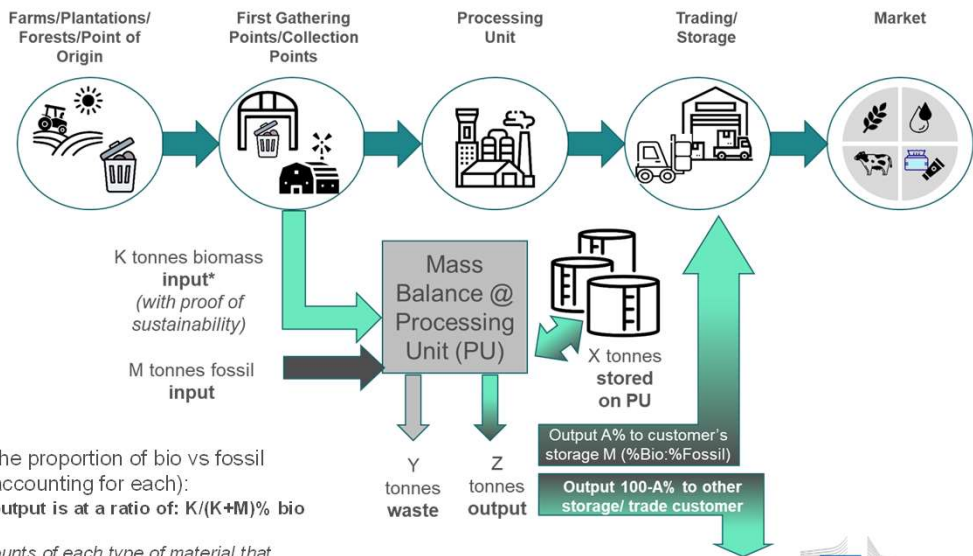 Farms/Plantations/
Forests/Point of
Origin
First Gathering
Points/Collection
Points
Processing
Unit
Trading/
Storage
Market
K tonnes biomass
input*
(with proof of
sustainability)
M tonnes fossil
input
Mass
Balance @
Processing
Unit (PU)
X tonnes
stored
on PU
Y
tonnes
waste
Z
tonnes
output
Output A% to customer's
storage M (%Bio:%Fossil)
Output 100-A% to other
storage/ trade customer
he proportion of bio vs fossil
accounting for each):
output is at a ratio of: K/(K+M)% bio
unts of each type of material that